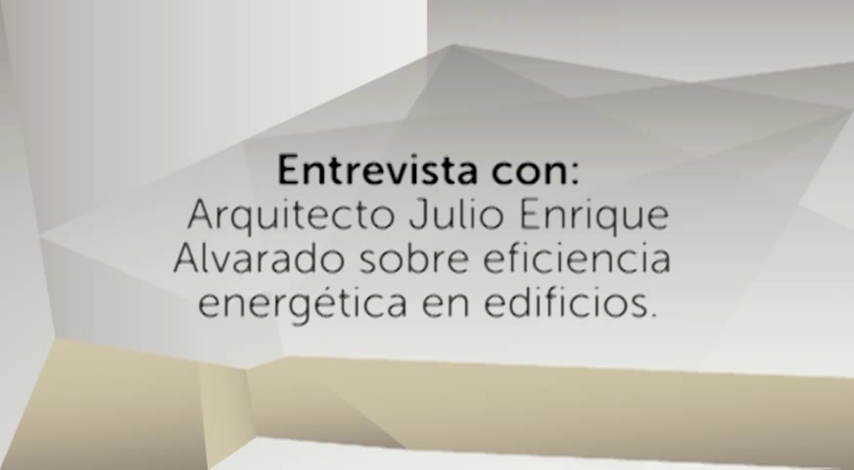 Entrevista con:
Arquitecto Julio Enrique
Alvarado sobre eficiencia
energética en edificios.